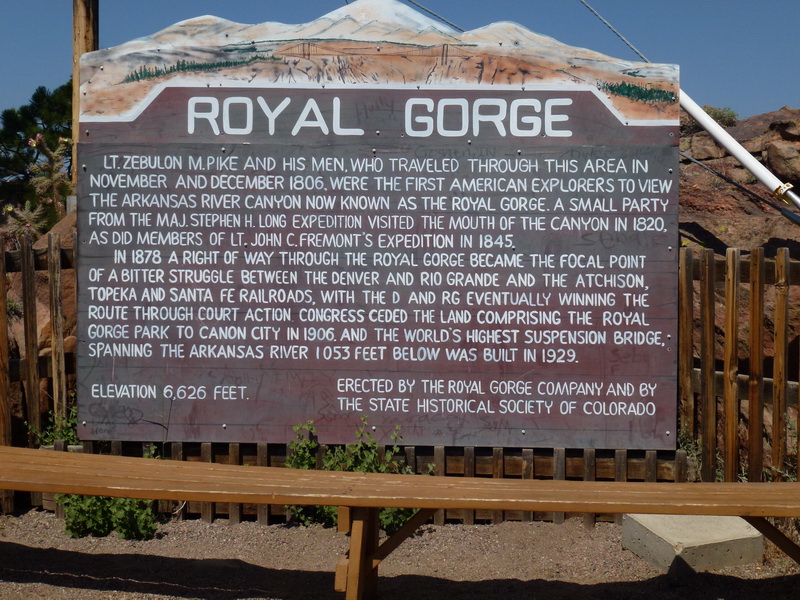 ROYAL GORGE
LT. ZEBULON M. PIKE AND HIS MEN, WHO TRAVELED THROUGH THIS AREA IN
NOVEMBER AND DECEMBER 1806, WERE THE FIRST AMERICAN EXPLORERS TO VIEW
THE ARKANSAS RIVER CANYON NOW KNOWN AS THE ROYAL GORGE. A SMALL PARTY
FROM THE MAJ. STEPHEN H. LONG EXPEDITION VISITED THE MOUTH OF THE CANYON IN 1820,
AS DID MEMBERS OF LT. JOHN C. FREMONT'S EXPEDITION IN 1845.
IN 1878 A RIGHT OF WAY THROUGH THE ROYAL GORGE BECAME THE FOCAL POINT
OF A BITTER STRUGGLE BETWEEN THE DENVER AND RIO GRANDE AND THE ATCHISON,
TOPEKA AND SANTA FE RAILROADS, WITH THE D AND RG EVENTUALLY WINNING THE
ROUTE THROUGH COURT ACTION CONGRESS CEDED THE LAND COMPRISING THE ROYAL
GORGE PARK TO CANON CITY IN 1906, AND THE WORLD'S HIGHEST SUSPENSION BRIDGE,
SPANNING THE ARKANSAS RIVER 1053 FEET BELOW WAS BUILT IN 1929.
ELEVATION 6,626 FEET.
ERECTED BY THE ROYAL GORGE COMPANY AND BY
THE STATE HISTORICAL SOCIETY OF COLORADO